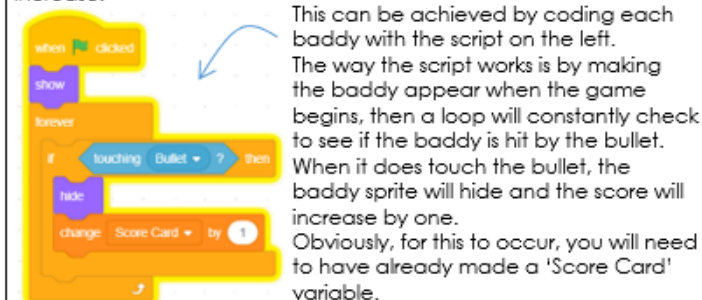 This can be achieved by coding each
baddy with the script on the left.
The way the script works is by making
the baddy appear when the game
begins, then a loop will constantly check
to see if the baddy is hit by the bullet.
When it does touch the bullet, the
baddy sprite will hide and the score will
increase by one.
Obviously, for this to occur, you will need
to have already made a 'Score Card'
variable.
when clicked
show
forever
if touching Bullet ? then
hide
change Score Card by 1